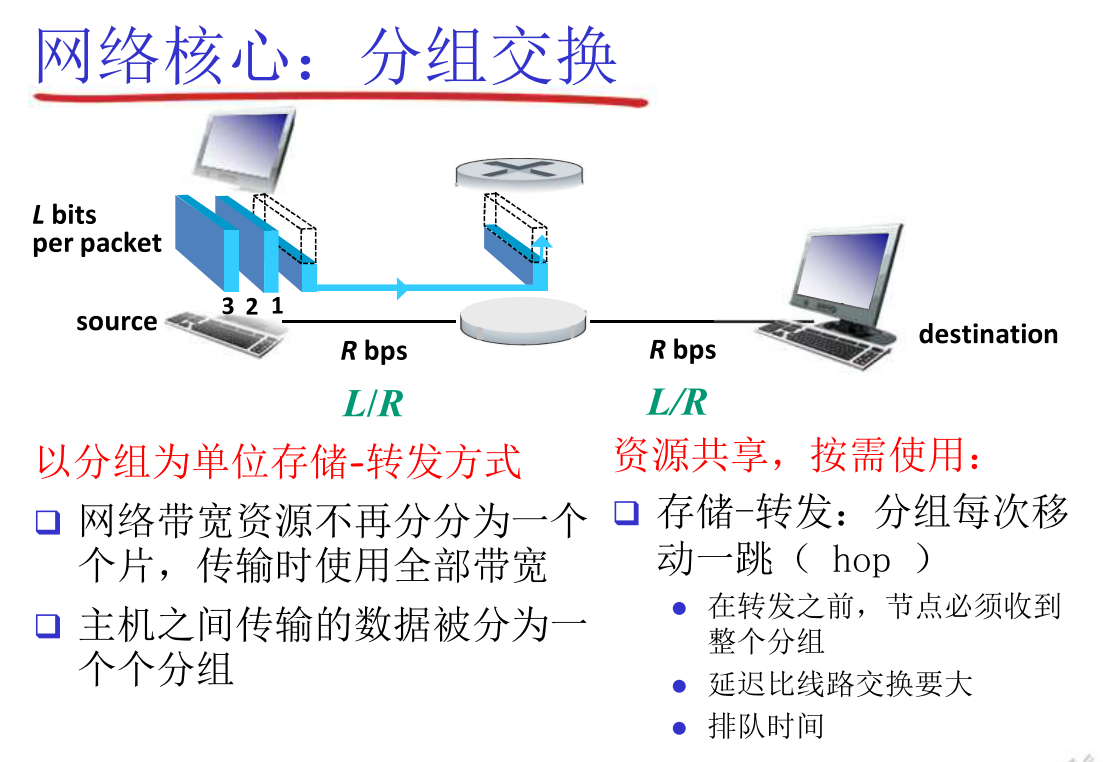 网络核心：分组交换
L bits
per packet
3 2 1
source
destination
R bps
R bps
L/R
L/R
以分组为单位存储-转发方式
网络带宽资源不再分分为一个
个片，传输时使用全部带宽
主机之间传输的数据被分为一
个个分组
资源共享，按需使用：
存储-转发：分组每次移
动一跳（ hop ）
在转发之前，节点必须收到
整个分组
延迟比线路交换要大
排队时间